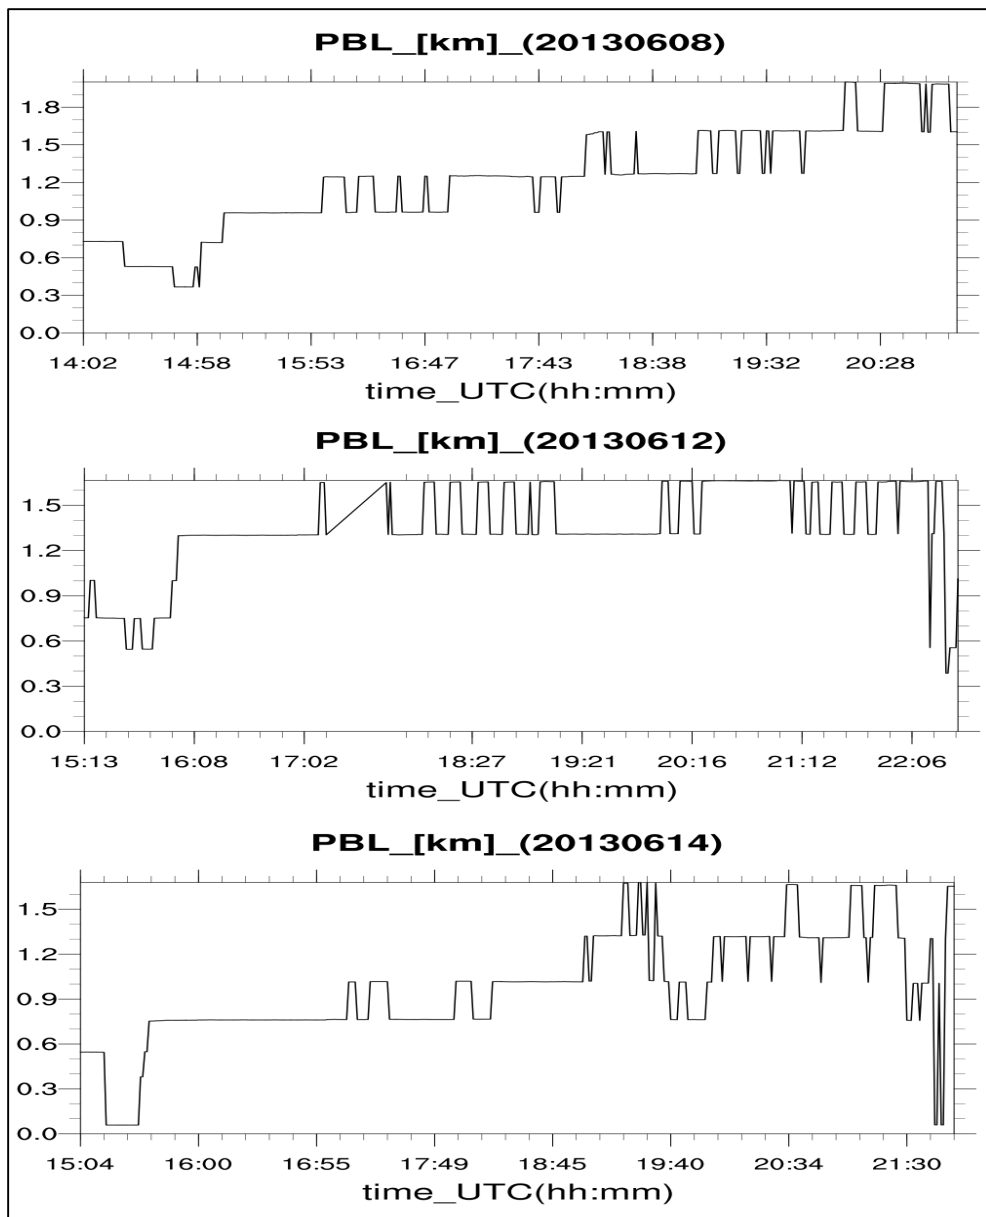 PBL_[km]_(20130608)
1.8
1.5
1.2
0.9
0.6
0.3
0.0
14:02 14:58 15:53 16:47 17:43 18:38 19:32 20:28
time_UTC(hh:mm)
PBL_[km]_(20130612)
1.5
1.2
0.9
0.6
0.3
0.0
15:13 16:08 17:02 18:27 19:21 20:16 21:12 22:06
time_UTC(hh:mm)
PBL_[km]_(20130614)
1.5
1.2
0.9
0.6
0.3
0.0
15:04 16:00 16:55 17:49 18:45 19:40 20:34 21:30
time_UTC(hh:mm)